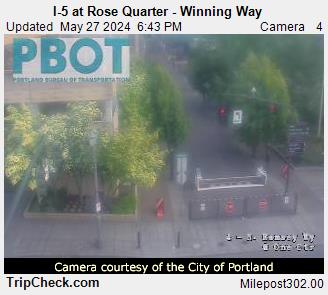 I-5 at Rose Quarter - Winning Way
Updated May 27 2024 6:43 PM Camera 4
PBOT
PORTLAND BUREAU OF TRANSPORTATION
Camera courtesy of the City of Portland
TripCheck.com Milepost302.00